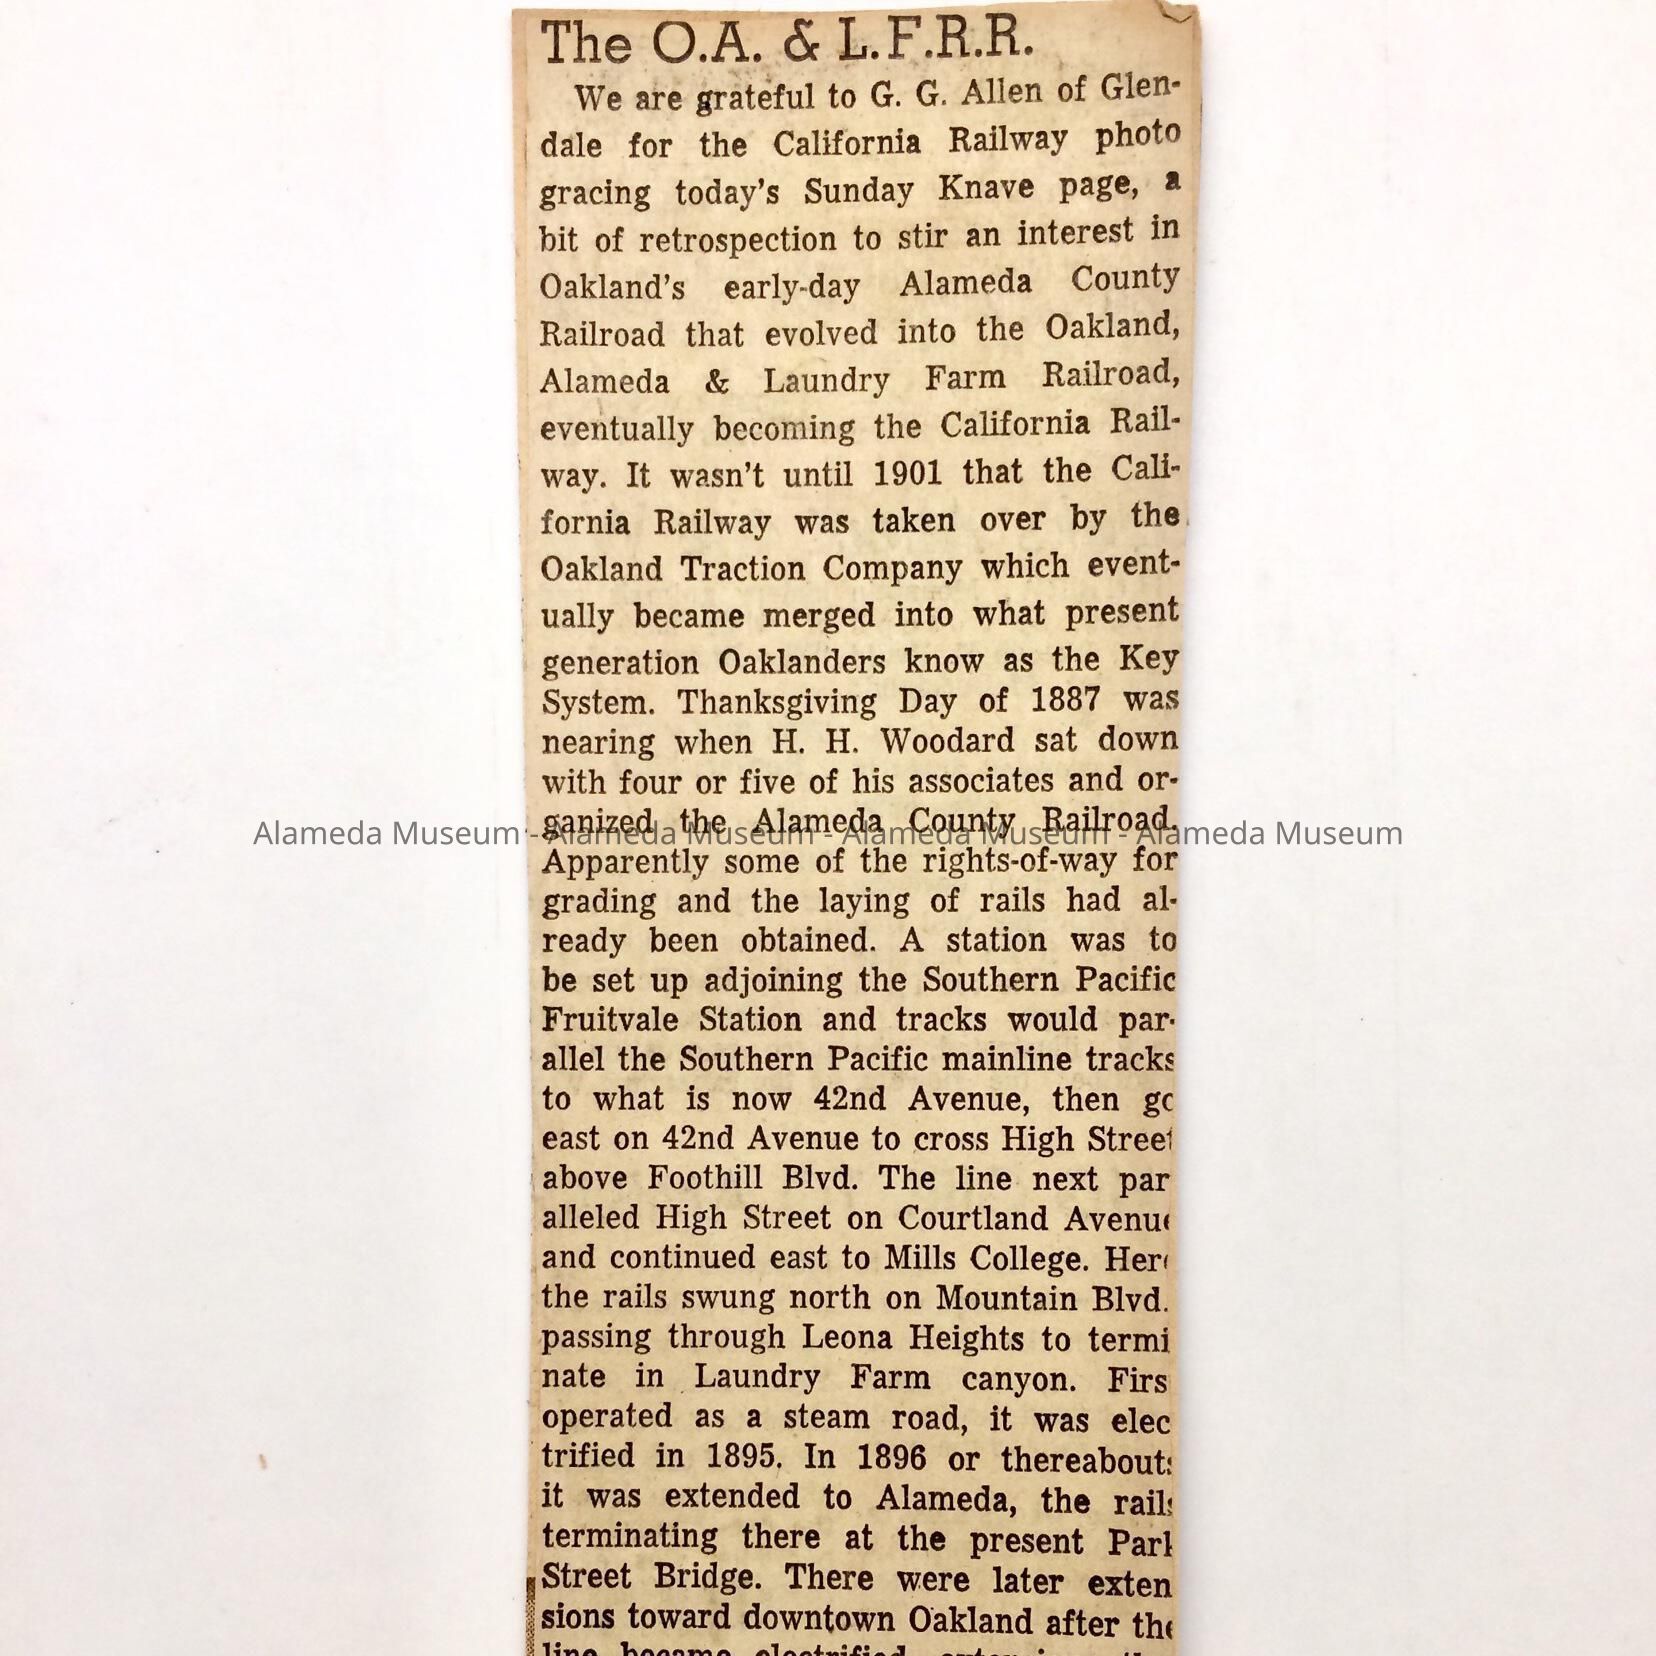 The O.A. & L.F.R.R.
We are grateful to G. G. Allen of Glen-
dale for the California Railway photo
gracing today's Sunday Knave page, a
bit of retrospection to stir an interest in
Oakland's early-day Alameda County
Railroad that evolved into the Oakland,
Alameda & Laundry Farm Railroad,
eventually becoming the California Rail-
way. It wasn't until 1901 that the Cali-
fornia Railway was taken over by the
Oakland Traction Company which event-
ually became merged into what present
generation Oaklanders know as the Key
System. Thanksgiving Day of 1887 was
nearing when H. H. Woodard sat down
with four or five of his associates and or-
ganized the Alameda County Railroad.
Alameda Museum - Alameda Museum - Alameda Museum - Alameda Museum
Apparently some of the rights-of-way for
grading and the laying of rails had al-
ready been obtained. A station was to
be set up adjoining the Southern Pacific
Fruitvale Station and tracks would par-
allel the Southern Pacific mainline tracks
to what is now 42nd Avenue, then go
east on 42nd Avenue to cross High Street
above Foothill Blvd. The line next par
alleled High Street on Courtland Avenue
and continued east to Mills College. Here
the rails swung north on Mountain Blvd.
passing through Leona Heights to termi
nate in Laundry Farm canyon. Firs
operated as a steam road, it was elec
trified in 1895. In 1896 or thereabouts
it was extended to Alameda, the rails
terminating there at the present Park
Street Bridge. There were later exten
sions toward downtown Oakland after the
line became electrified,